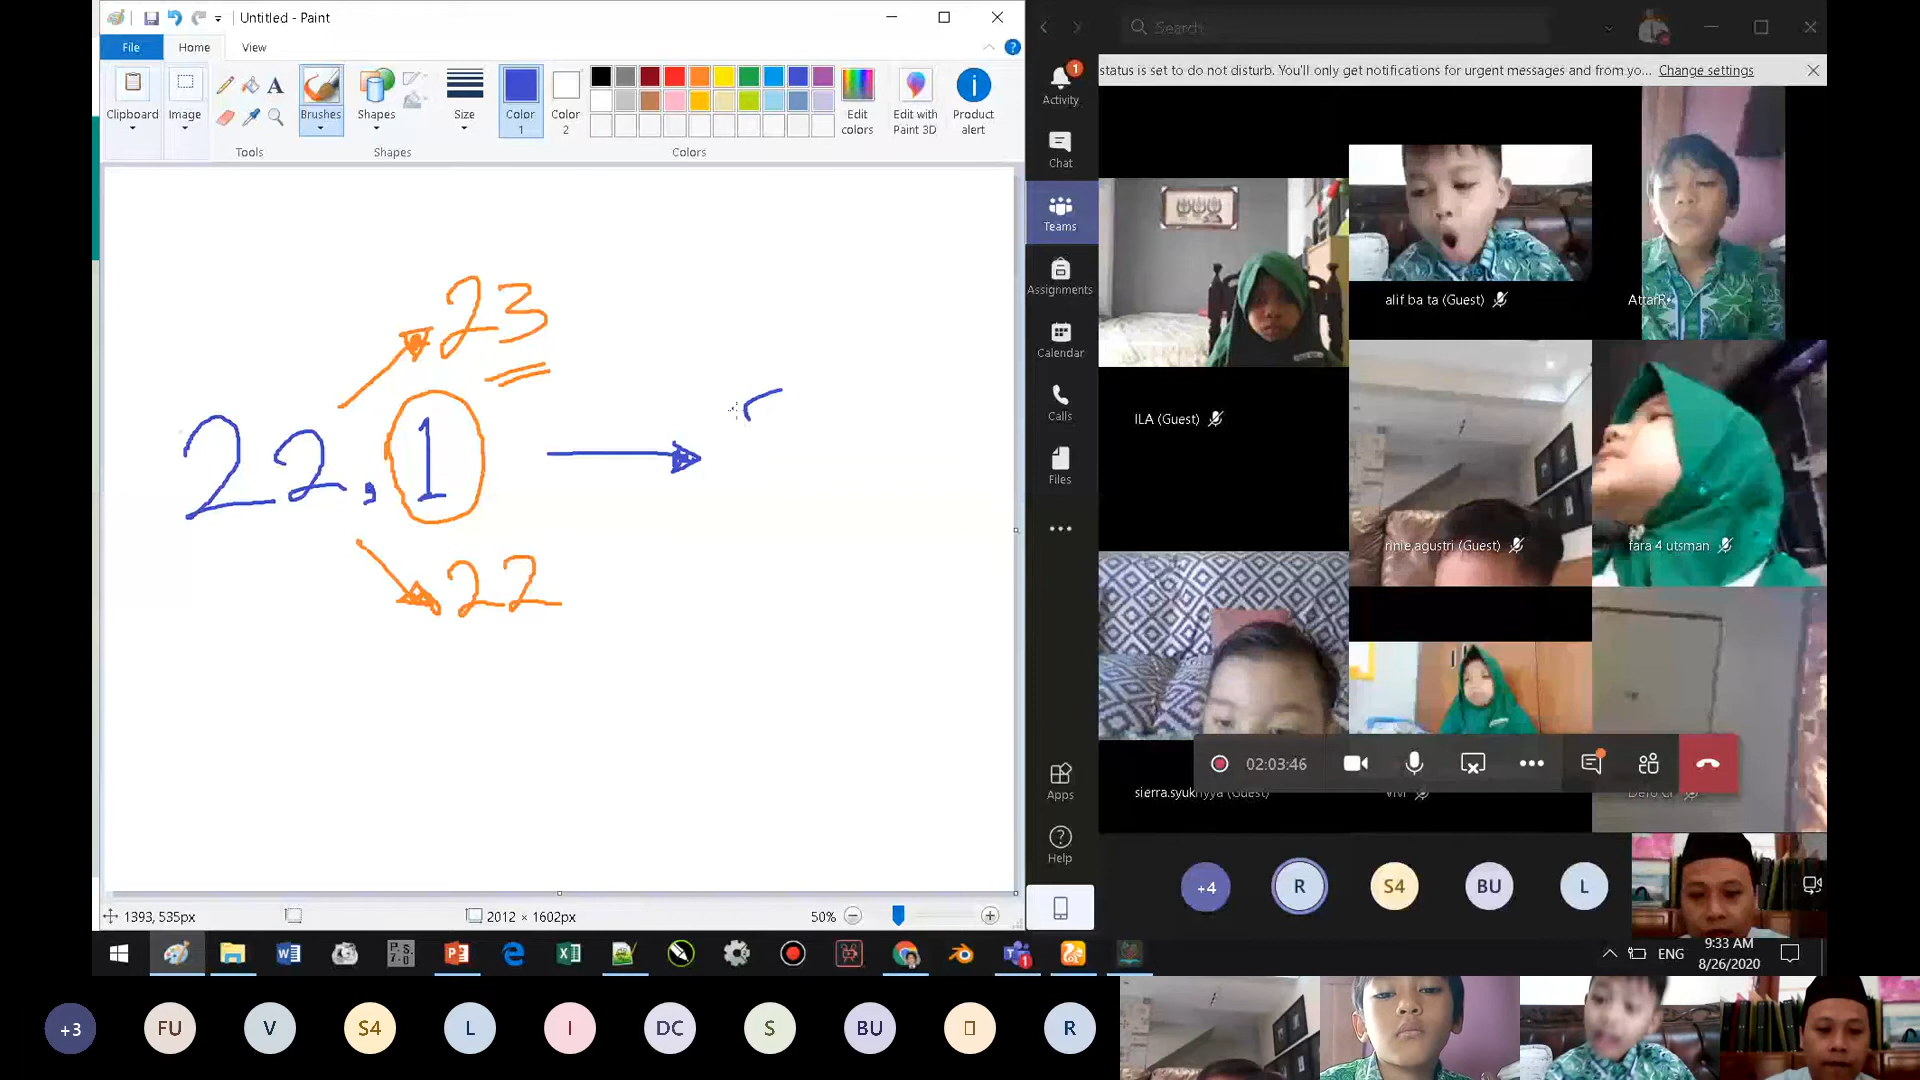 Untitled - Paint
File
Home
View
Clipboard
Image
Brushes
Shapes
Size
Color 1
Color 2
Edit colors
Edit with Paint 3D
Product alert
Tools
Shapes
Colors
23
22,1
22
1393, 535px
2012 × 1602px
50%
Search
status is set to do not disturb. You'll only get notifications for urgent messages and from yo...
Change settings
Activity
1
Chat
Teams
Assignments
Calendar
Calls
Files
Apps
Help
alif ba ta (Guest)
ILA (Guest)
rinie agustri (Guest)
fara 4 utsman
02:03:46
+4
R
S4
BU
L
ENG
9:33 AM
8/26/2020
+3
FU
V
S4
L
I
DC
S
BU
R